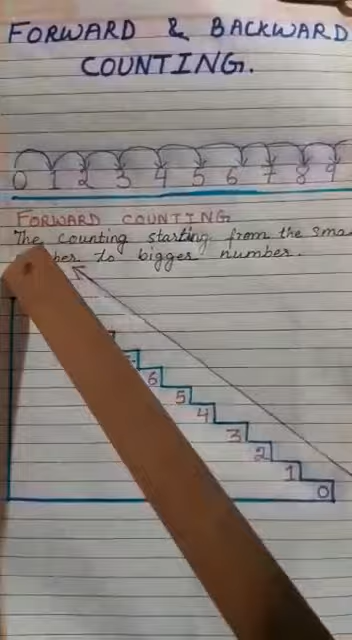 FORWARD & BACKWARD
COUNTING.
0 1 2 3 4 5 6 7 8 9
FORWARD COUNTING
The counting starting from the
to bigger number.
6
5
4
3
2
1
0